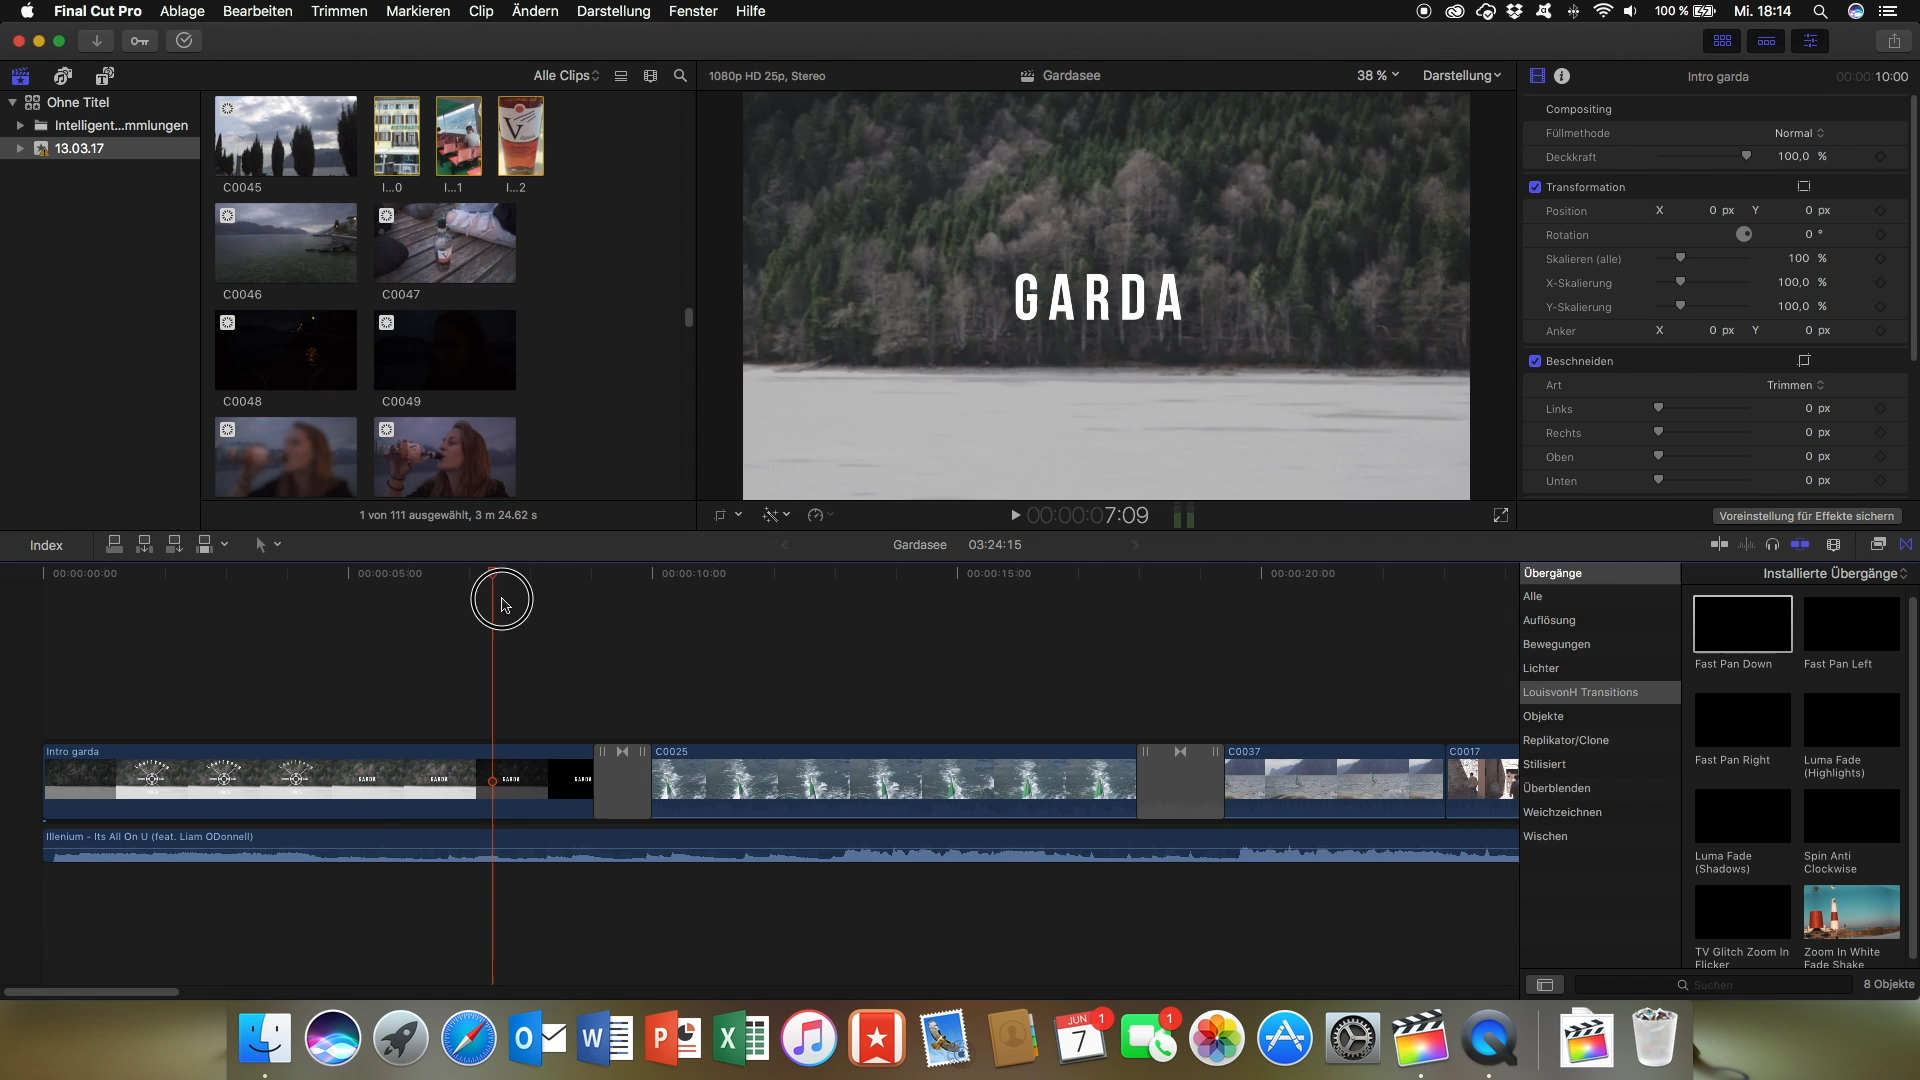 Final Cut Pro Ablage Bearbeiten Trimmen Markieren Clip Ändern Darstellung Fenster Hilfe 100 % Mi. 18:14
Alle Clips 1080p HD 25p, Stereo Gardasee 38 % Darstellung Intro garda 00:00:10:00
Ohne Titel
Intelligent...mmlungen
13.03.17
C0045 I...0 I...1 I...2
C0046 C0047
C0048 C0049
1 von 111 ausgewählt, 3 m 24.62 s
GARDA
00:00:07:09
Compositing
Füllmethode Normal
Deckkraft 100,0 %
Transformation
Position X 0 px Y 0 px
Rotation 0 °
Skalieren (alle) 100 %
X-Skalierung 100,0 %
Y-Skalierung 100,0 %
Anker X 0 px Y 0 px
Beschneiden
Art Trimmen
Links 0 px
Rechts 0 px
Oben 0 px
Unten 0 px
Voreinstellung für Effekte sichern
Index Gardasee 03:24:15
00:00:00:00 00:00:05:00 00:00:10:00 00:00:15:00 00:00:20:00
Intro garda C0025 C0037 C0017
GARDA GARDA GARDA GARDA
Illenium - Its All On U (feat. Liam ODonnell)
Übergänge
Alle
Auflösung
Bewegungen
Lichter
LouisvonH Transitions
Objekte
Replikator/Clone
Stilisiert
Überblenden
Weichzeichnen
Wischen
Installierte Übergänge
Fast Pan Down Fast Pan Left
Fast Pan Right Luma Fade
(Highlights)
Luma Fade
(Shadows)
Spin Anti
Clockwise
TV Glitch Zoom In
Flicker
Zoom In White
Fade Shake
Suchen 8 Objekte
JUN
7
1
1